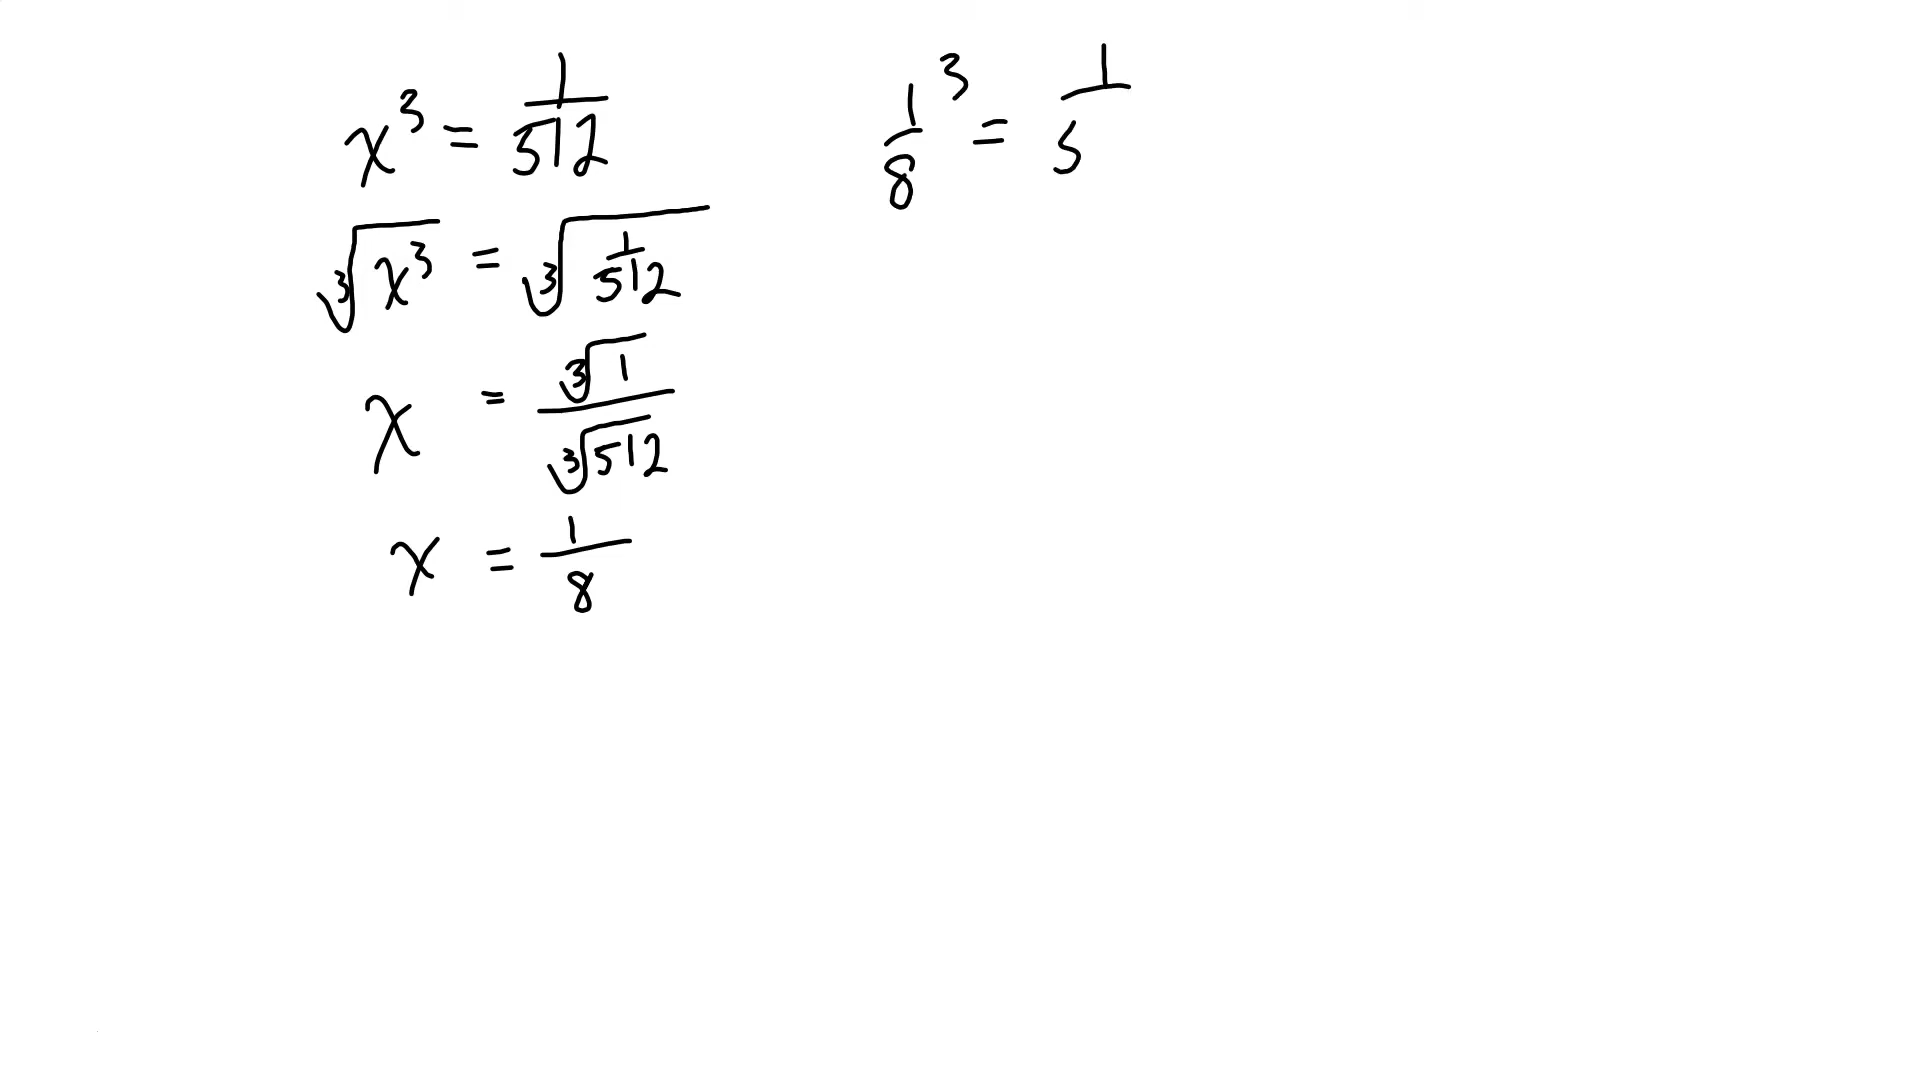 x³ = 1/512
∛(x³) = ∛(1/512)
x = ∛1/∛512
x = 1/8
1/8³ = 1/5